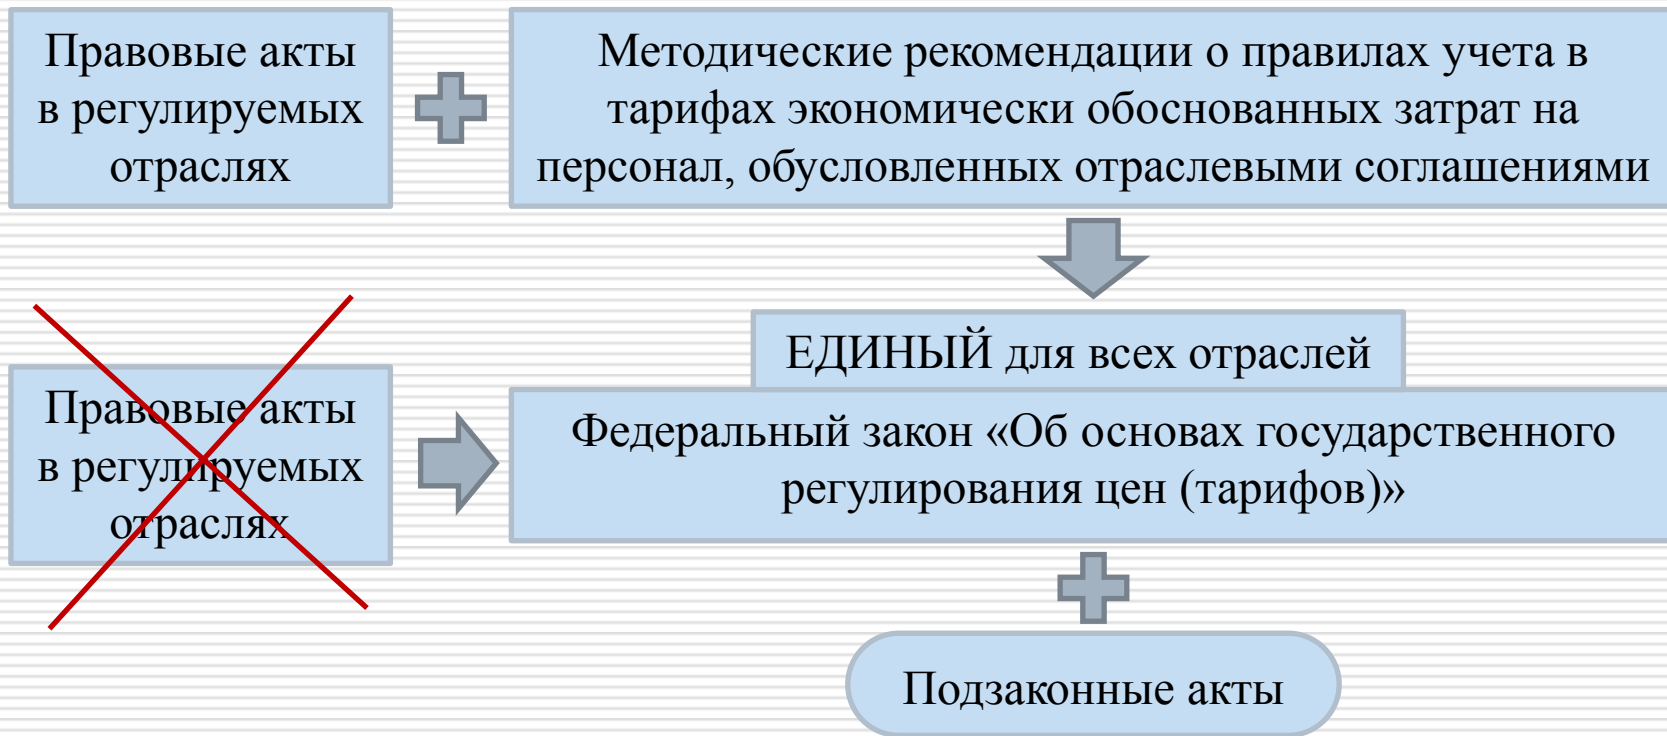 Правовые акты
в регулируемых
отраслях
Методические рекомендации о правилах учета в
тарифах экономически обоснованных затрат на
персонал, обусловленных отраслевыми соглашениями
ЕДИНЫЙ для всех отраслей
Правовые акты
в регулируемых
отраслях
Федеральный закон «Об основах государственного
регулирования цен (тарифов)»
Подзаконные акты